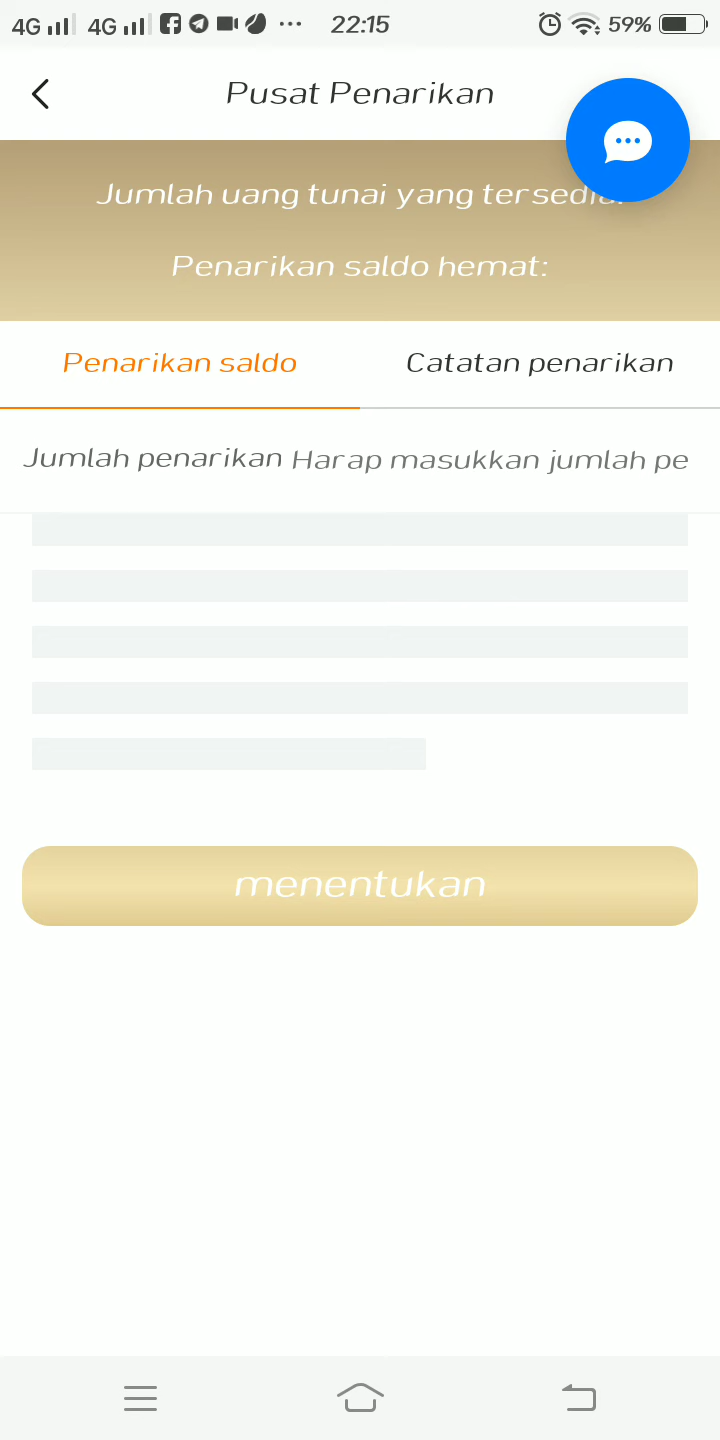 4G 4G 22:15 59%
Pusat Penarikan
Jumlah uang tunai yang
Penarikan saldo hemat:
Penarikan saldo Catatan penarikan
Jumlah penarikan Harap masukkan jumlah pe
menentukan